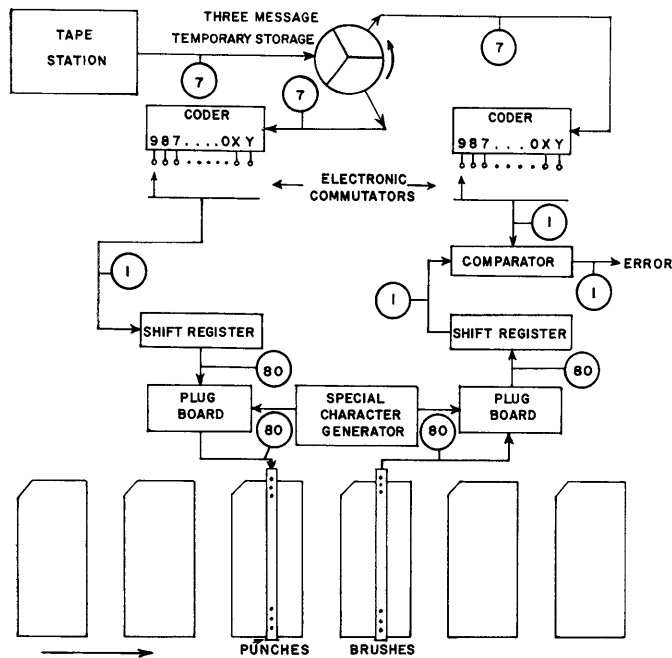 THREE MESSAGE
TEMPORARY STORAGE
TAPE
STATION
7
7
7
CODER
987....OXY
CODER
987....OXY
ELECTRONIC
COMMUTATORS
1
1
COMPARATOR
ERROR
1
1
SHIFT REGISTER
SHIFT REGISTER
80
80
PLUG
BOARD
SPECIAL
CHARACTER
GENERATOR
PLUG
BOARD
80
80
PUNCHES
BRUSHES